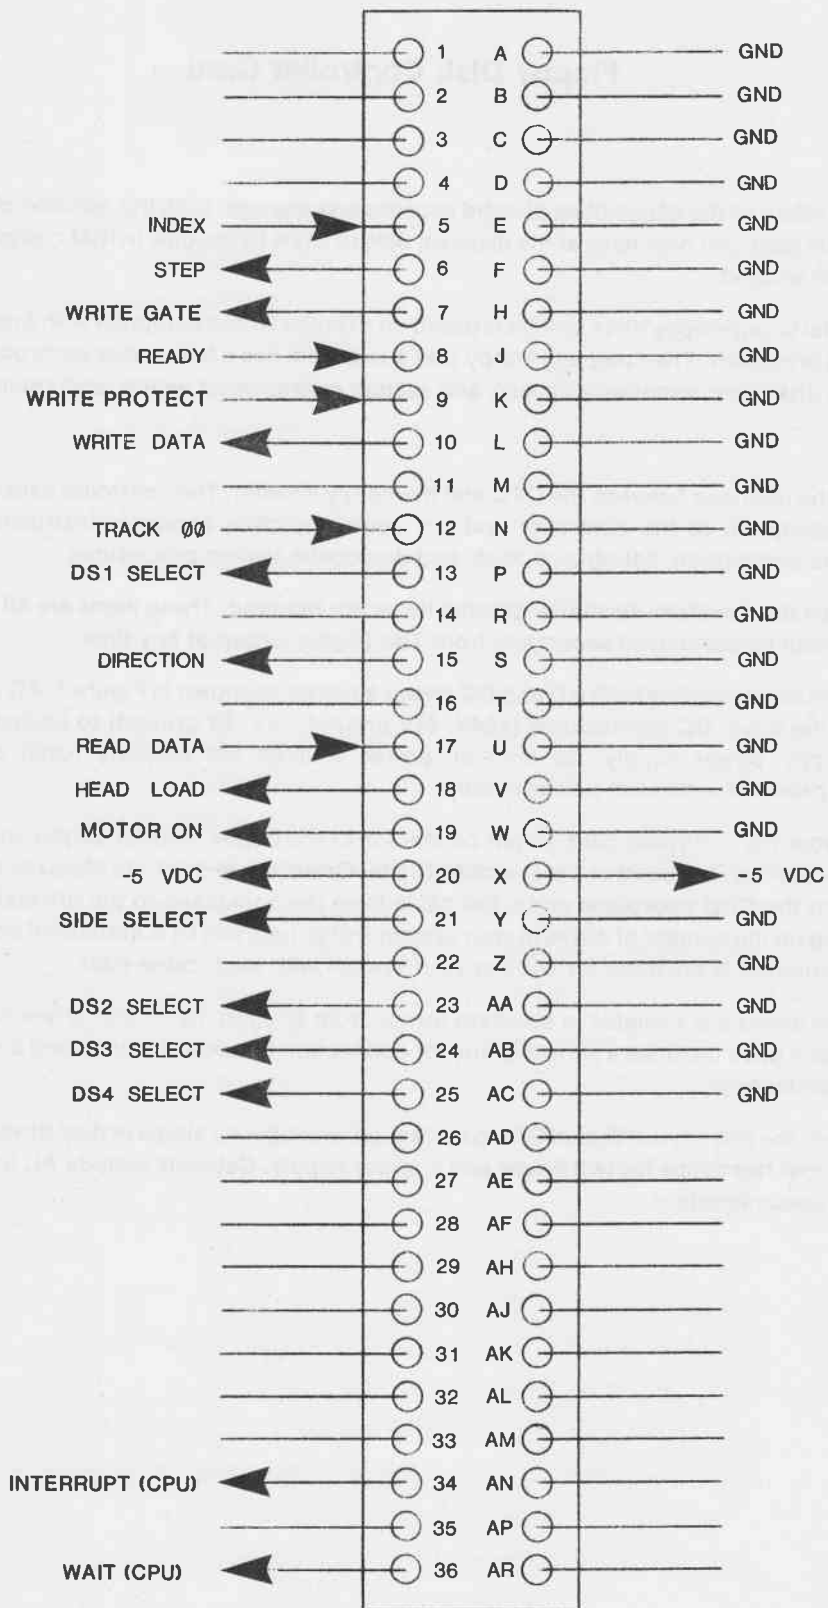 1 A GND
2 B GND
3 C GND
4 D GND
INDEX 5 E GND
STEP 6 F GND
WRITE GATE 7 H GND
READY 8 J GND
WRITE PROTECT 9 K GND
WRITE DATA 10 L GND
11 M GND
TRACK 00 12 N GND
DS1 SELECT 13 P GND
14 R GND
DIRECTION 15 S GND
16 T GND
READ DATA 17 U GND
HEAD LOAD 18 V GND
MOTOR ON 19 W GND
-5 VDC 20 X -5 VDC
SIDE SELECT 21 Y GND
22 Z GND
DS2 SELECT 23 AA GND
DS3 SELECT 24 AB GND
DS4 SELECT 25 AC GND
26 AD
27 AE
28 AF
29 AH
30 AJ
31 AK
32 AL
33 AM
INTERRUPT (CPU) 34 AN
35 AP
WAIT (CPU) 36 AR